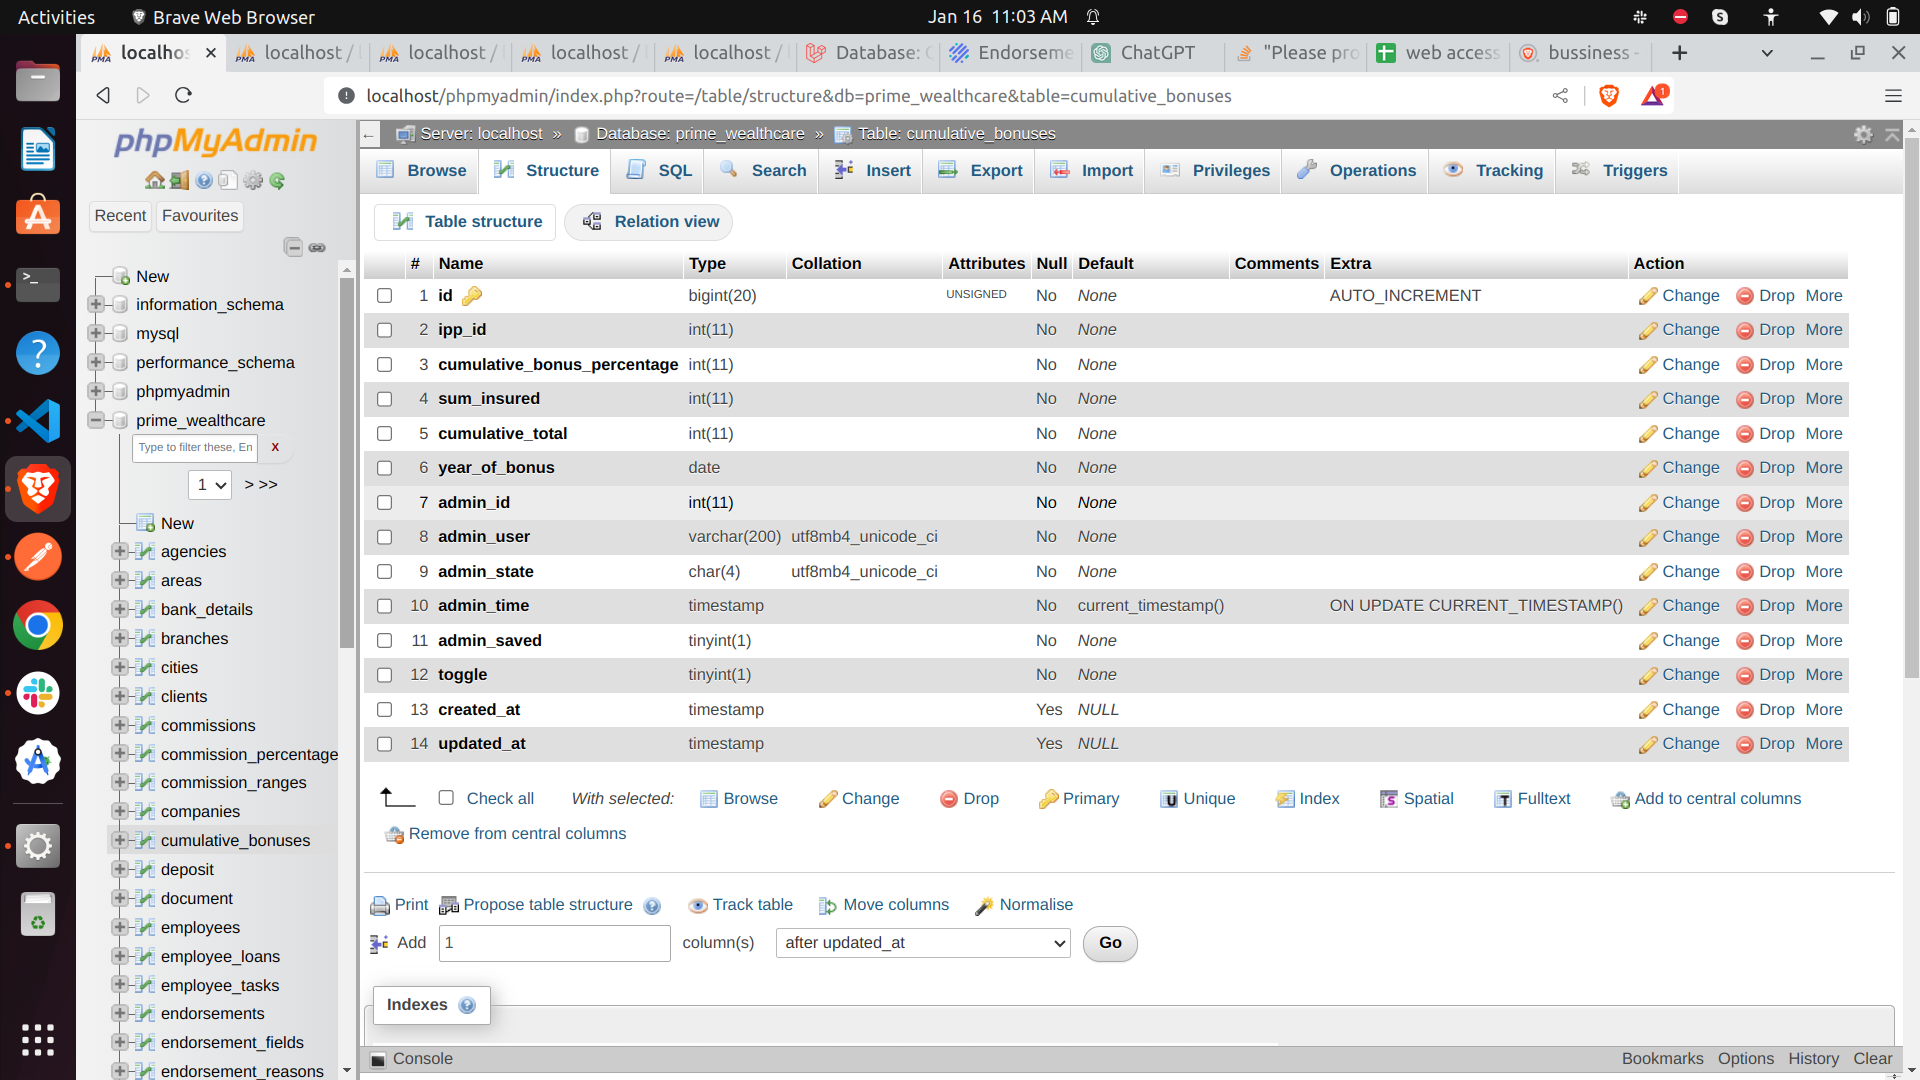 Activities
Brave Web Browser
Jan 16 11:03 AM
localhos
localhost / 
localhost / 
localhost / 
localhost / 
Database: 
Endorseme
ChatGPT
"Please pro
web access
bussiness -
localhost/phpmyadmin/index.php?route=/table/structure&db=prime_wealthcare&table=cumulative_bonuses
1
phpMyAdmin
Recent
Favourites
New
information_schema
mysql
performance_schema
phpmyadmin
prime_wealthcare
Type to filter these, En
X
1
> >>
New
agencies
areas
bank_details
branches
cities
clients
commissions
commission_percentage
commission_ranges
companies
cumulative_bonuses
deposit
document
employees
employee_loans
employee_tasks
endorsements
endorsement_fields
endorsement_reasons
Server: localhost » Database: prime_wealthcare » Table: cumulative_bonuses
Browse Structure SQL Search Insert Export Import Privileges Operations Tracking Triggers
Table structure Relation view
# Name Type Collation Attributes Null Default Comments Extra Action
1 id bigint(20) UNSIGNED No None AUTO_INCREMENT Change Drop More
2 ipp_id int(11) No None Change Drop More
3 cumulative_bonus_percentage int(11) No None Change Drop More
4 sum_insured int(11) No None Change Drop More
5 cumulative_total int(11) No None Change Drop More
6 year_of_bonus date No None Change Drop More
7 admin_id int(11) No None Change Drop More
8 admin_user varchar(200) utf8mb4_unicode_ci No None Change Drop More
9 admin_state char(4) utf8mb4_unicode_ci No None Change Drop More
10 admin_time timestamp No current_timestamp() ON UPDATE CURRENT_TIMESTAMP() Change Drop More
11 admin_saved tinyint(1) No None Change Drop More
12 toggle tinyint(1) No None Change Drop More
13 created_at timestamp Yes NULL Change Drop More
14 updated_at timestamp Yes NULL Change Drop More
Check all With selected: Browse Change Drop Primary Unique Index Spatial Fulltext Add to central columns
Remove from central columns
Print Propose table structure Track table Move columns Normalise
Add 1 column(s) after updated_at Go
Indexes
Console Bookmarks Options History Clear